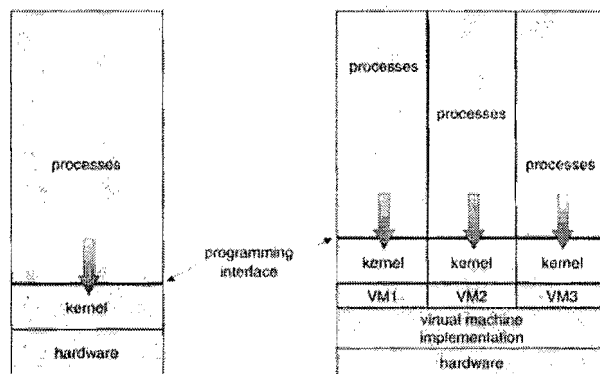 processes
processes
processes
processes
programming
interface
kernel
kernel
kernel
kernel
VM1
VM2
VM3
virtual machine
implementation
hardware
hardware